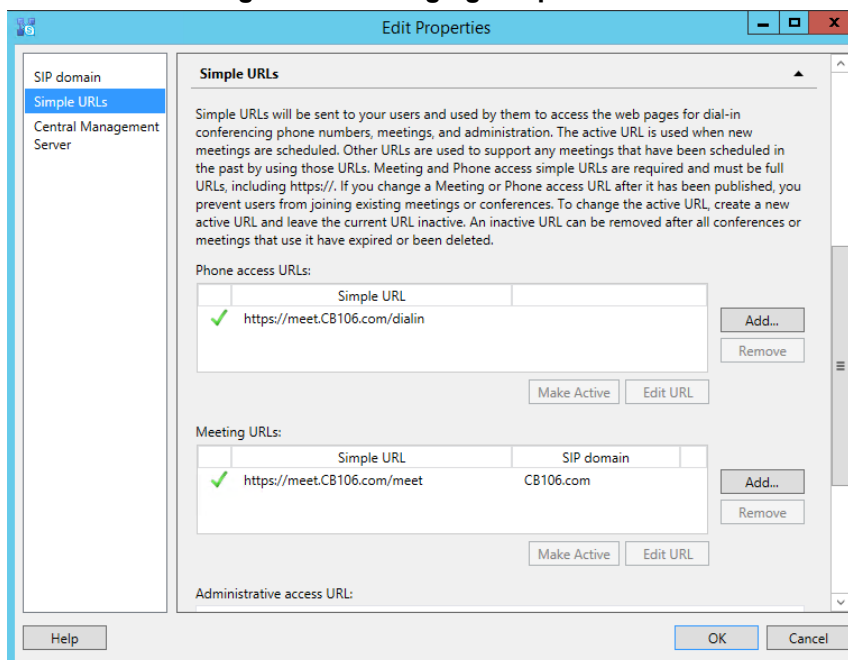 Edit Properties
SIP domain
Simple URLs
Central Management
Server
Simple URLs
Simple URLs will be sent to your users and used by them to access the web pages for dial-in
conferencing phone numbers, meetings, and administration. The active URL is used when new
meetings are scheduled. Other URLs are used to support any meetings that have been scheduled in
the past by using those URLs. Meeting and Phone access simple URLs are required and must be full
URLs, including https://. If you change a Meeting or Phone access URL after it has been published, you
prevent users from joining existing meetings or conferences. To change the active URL, create a new
active URL and leave the current URL inactive. An inactive URL can be removed after all conferences or
meetings that use it have expired or been deleted.
Phone access URLs:
Simple URL
https://meet.CB106.com/dialin
Add...
Remove
Make Active Edit URL
Meeting URLs:
Simple URL SIP domain
https://meet.CB106.com/meet CB106.com
Add...
Remove
Make Active Edit URL
Administrative access URL:
Help OK Cancel